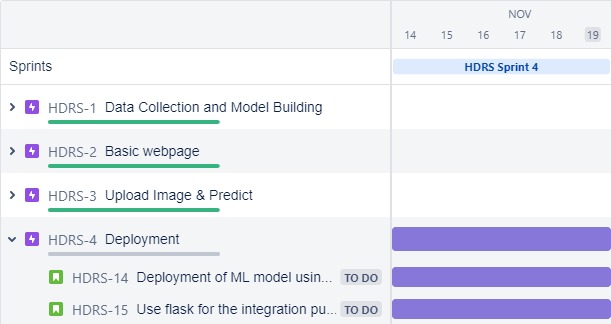 NOV
14 15 16 17 18 19
Sprints
HDRS Sprint 4
HDRS-1 Data Collection and Model Building
HDRS-2 Basic webpage
HDRS-3 Upload Image & Predict
HDRS-4 Deployment
HDRS-14 Deployment of ML model usin... TO DO
HDRS-15 Use flask for the integration pu... TO DO